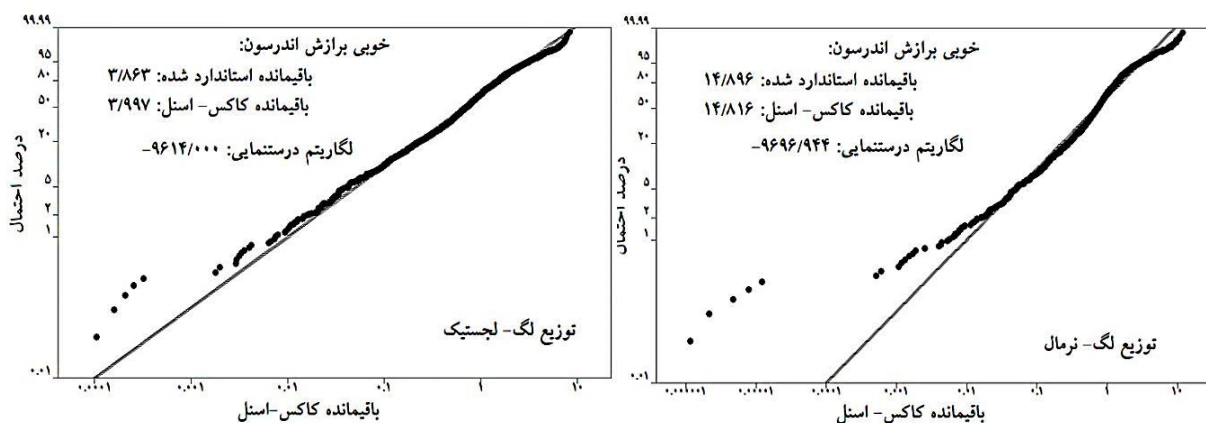 خوبی برازش اندرسون:
باقیمانده استاندارد شده: ۳/۸۶۳
باقیمانده کاکس- اسنل: ۳/۹۹۷
لگاریتم درستنمایی: ۹۶۱۴/۰۰۰-
توزیع لگ- لجستیک
درصد احتمال
۹۹.۹۹
۹۵
۸۰
۵۰
۲۰
۵
۲
۱
۰.۰۱
۰.۰۰۰۱ ۰.۰۰۱ ۰.۰۱ ۰.۱ ۱ ۱۰
باقیمانده کاکس-اسنل
خوبی برازش اندرسون:
باقیمانده استاندارد شده: ۱۴/۸۹۶
باقیمانده کاکس- اسنل: ۱۴/۸۱۶
لگاریتم درستنمایی: ۹۶۹۶/۹۴۴-
توزیع لگ- نرمال
درصد احتمال
۹۹.۹۹
۹۵
۸۰
۵۰
۲۰
۵
۲
۱
۰.۰۱
۰.۰۰۰۰۱ ۰.۰۰۰۱ ۰.۰۰۱ ۰.۰۱ ۰.۱ ۱ ۱۰
باقیمانده کاکس- اسنل